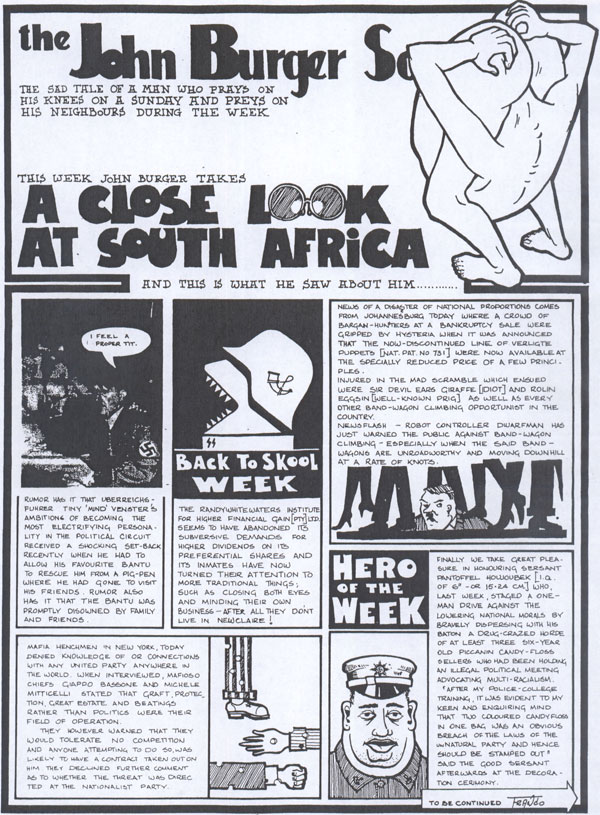 the John Burger So
THE SAD TALE OF A MAN WHO PRAYS ON
HIS KNEES ON A SUNDAY AND PREYS ON
HIS NEIGHBOURS DURING THE WEEK
THIS WEEK JOHN BURGER TAKES
A CLOSE LOOK
AT SOUTH AFRICA
AND THIS IS WHAT HE SAW ABOUT HIM............
I FEEL A
PROPER TIT.
RUMOR HAS IT THAT UBERREICHS-
FUHRER TINY 'MIND' VENSTER'S
AMBITIONS OF BECOMING THE
MOST ELECTRIFYING PERSONA-
LITY IN THE POLITICAL CIRCUIT
RECEIVED A SHOCKING SET-BACK
RECENTLY WHEN HE HAD TO
ALLOW HIS FAVOURITE BANTU
TO RESCUE HIM FROM A PIG-PEN
WHERE HE HAD GONE TO VISIT
HIS FRIENDS. RUMOR ALSO
HAS IT THAT THE BANTU WAS
PROMPTLY DISOWNED BY FAMILY
AND FRIENDS.
BACK TO SKOOL
WEEK
THE RANDYWHITEWATERS INSTITUTE
FOR HIGHER FINANCIAL GAIN [PTY] LTD.
SEEMS TO HAVE ABANDONED ITS
SUBVERSIVE DEMANDS FOR
HIGHER DIVIDENDS ON ITS
PREFERENTIAL SHARES AND
ITS INMATES HAVE NOW
TURNED THEIR ATTENTION TO
MORE TRADITIONAL THINGS;
SUCH AS CLOSING BOTH EYES
AND MINDING THEIR OWN
BUSINESS - AFTER ALL THEY DON'T
LIVE IN NEWCLAIRE!
NEWS OF A DISASTER OF NATIONAL PROPORTIONS COMES
FROM JOHANNESBURG TODAY WHERE A CROWD OF
BARGAN-HUNTERS AT A BANKRUPTCY SALE WERE
GRIPPED BY HYSTERIA WHEN IT WAS ANNOUNCED
THAT THE NOW-DISCONTINUED LINE OF VERLIGTE
PUPPETS [NAT. PAT. NO 731] WERE NOW AVAILABLE AT
THE SPECIALLY REDUCED PRICE OF A FEW PRINCI-
PLES.
INJURED IN THE MAD SCRAMBLE WHICH ENSUED
WERE SIR DEVIL EARS GIRAFFE [IDIOT] AND ROLIN
EGGSIN [WELL-KNOWN PRIG] AS WELL AS EVERY
OTHER BAND-WAGON CLIMBING OPPORTUNIST IN THE
COUNTRY.
NEWSFLASH - ROBOT CONTROLLER DWARFMAN HAS
JUST WARNED THE PUBLIC AGAINST BAND-WAGON
CLIMBING - ESPECIALLY WHEN THE SAID BAND-
WAGONS ARE UNROADWORTHY AND MOVING DOWNHILL
AT A RATE OF KNOTS.
MAFIA HENCHMEN IN NEW YORK, TODAY
DENIED KNOWLEDGE OF OR CONNECTIONS
WITH ANY UNITED PARTY ANYWHERE IN
THE WORLD. WHEN INTERVIEWED, MAFIOSO
CHIEFS GIAPPO BASSONE AND MICHELE
MITTICELLI STATED THAT GRAFT, PROTEC-
TION, GREAT ESTATE AND BEATINGS
RATHER THAN POLITICS WERE THEIR
FIELD OF OPERATION.
THEY HOWEVER WARNED THAT THEY
WOULD TOLERATE NO COMPETITION
AND ANYONE ATTEMPTING TO DO SO, WAS
LIKELY TO HAVE A CONTRACT TAKEN OUT ON
HIM THEY DECLINED FURTHER COMMENT
AS TO WHETHER THE THREAT WAS DIREC
TED AT THE NATIONALIST PARTY.
HERO
OF THE
WEEK
FINALLY WE TAKE GREAT PLEA-
SURE IN HONOURING SERSANT
PANTOFFEL [I.Q.
OF 6" - OR 15·24 CM.] WHO,
LAST WEEK, STAGED A ONE-
MAN DRIVE AGAINST THE
LOWERING NATIONAL MORALS BY
BRAVELY DISPERSING WITH HIS
BATON A DRUG-CRAZED HORDE
OF AT LEAST THREE SIX-YEAR
OLD PICCANIN CANDY-FLOSS
SELLERS WHO HAD BEEN HOLDING
AN ILLEGAL POLITICAL MEETING
ADVOCATING MULTI-RACIALISM.
"AFTER MY POLICE-COLLEGE
TRAINING, IT WAS EVIDENT TO MY
KEEN AND ENQUIRING MIND
THAT TWO COLOURED CANDYFLOSS
IN ONE BAG WAS AN OBVIOUS
BREACH OF THE LAWS OF THE
UNNATURAL PARTY AND HENCE
SHOULD BE STAMPED OUT"
SAID THE GOOD SERSANT
AFTERWARDS AT THE DECORA-
TION CERIMONY.
TO BE CONTINUED FRANCO